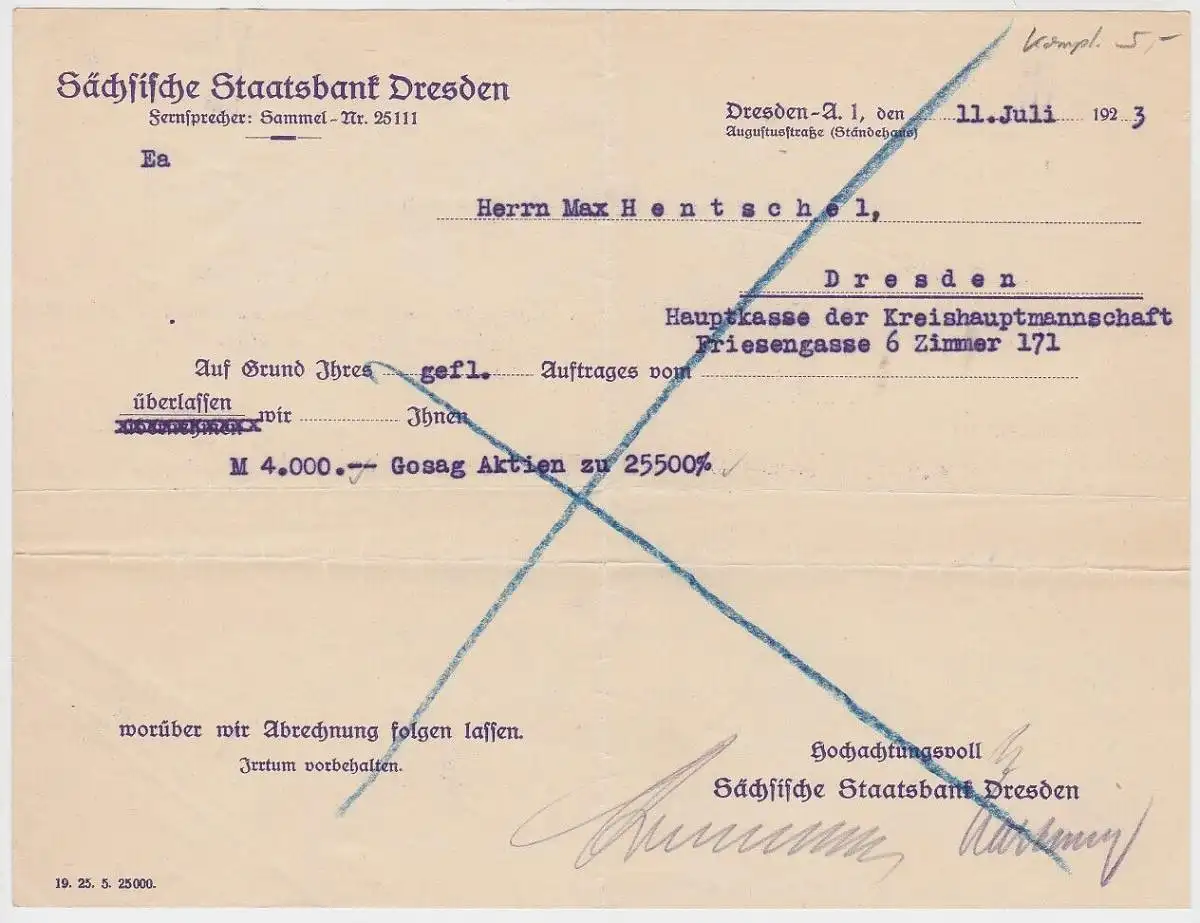 Kompl. 5,-
Sächsische Staatsbank Dresden
Fernsprecher: Sammel-Nr. 25111
Dresden-A. 1, den 11.Juli 1923
Augustusstraße (Ständehaus)
Ea
Herrn Max Hentschel,
Dresden
Hauptkasse der Kreishauptmannschaft
Friesengasse 6 Zimmer 171
Auf Grund Ihres gefl. Auftrages vom
überlassen
übernehmen wir Ihnen
M 4.000.-- Gosag Aktien zu 25500%
worüber wir Abrechnung folgen lassen.
Irrtum vorbehalten.
Hochachtungsvoll
Sächsische Staatsbank Dresden
19. 25. 5. 25000.